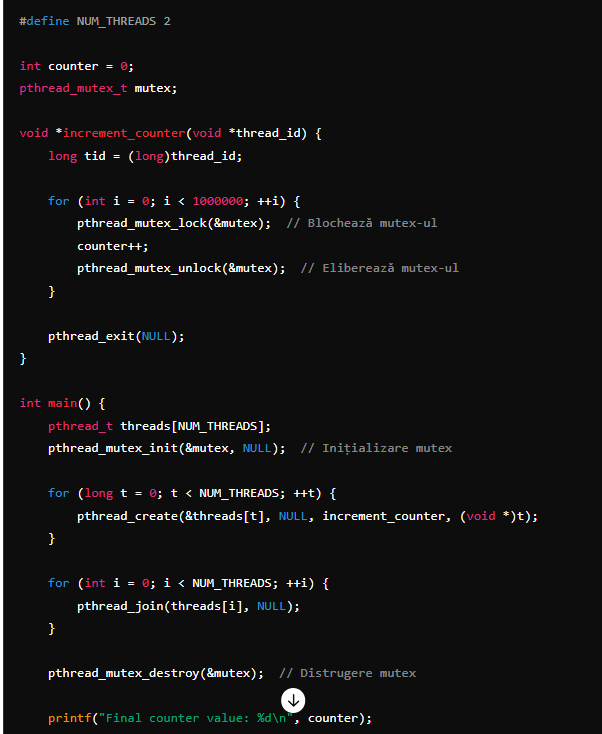 #define NUM_THREADS 2
int counter = 0;
pthread_mutex_t mutex;
void *increment_counter(void *thread_id) {
    long tid = (long)thread_id;
    for (int i = 0; i < 1000000; ++i) {
        pthread_mutex_lock(&mutex);  // Blochează mutex-ul
        counter++;
        pthread_mutex_unlock(&mutex);  // Eliberează mutex-ul
    }
    pthread_exit(NULL);
}
int main() {
    pthread_t threads[NUM_THREADS];
    pthread_mutex_init(&mutex, NULL);  // Inițializare mutex
    for (long t = 0; t < NUM_THREADS; ++t) {
        pthread_create(&threads[t], NULL, increment_counter, (void *)t);
    }
    for (int i = 0; i < NUM_THREADS; ++i) {
        pthread_join(threads[i], NULL);
    }
    pthread_mutex_destroy(&mutex);  // Distrugere mutex
    printf("Final counter value: %d\n", counter);